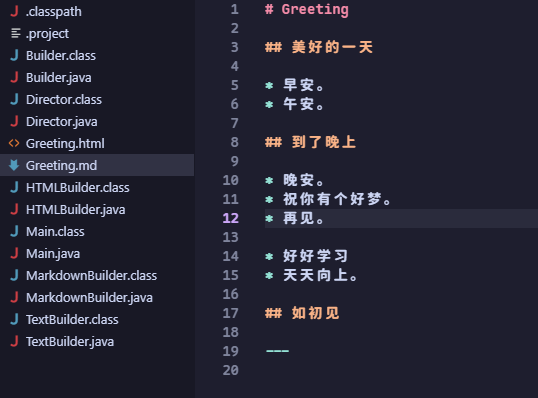 .classpath
.project
Builder.class
Builder.java
Director.class
Director.java
Greeting.html
Greeting.md
HTMLBuilder.class
HTMLBuilder.java
Main.class
Main.java
MarkdownBuilder.class
MarkdownBuilder.java
TextBuilder.class
TextBuilder.java
1 # Greeting
2
3 ## 美好的一天
4
5 * 早安。
6 * 午安。
7
8 ## 到了晚上
9
10 * 晚安。
11 * 祝你有个好梦。
12 * 再见。
13
14 * 好好学习
15 * 天天向上。
16
17 ## 如初见
18
19 ---
20